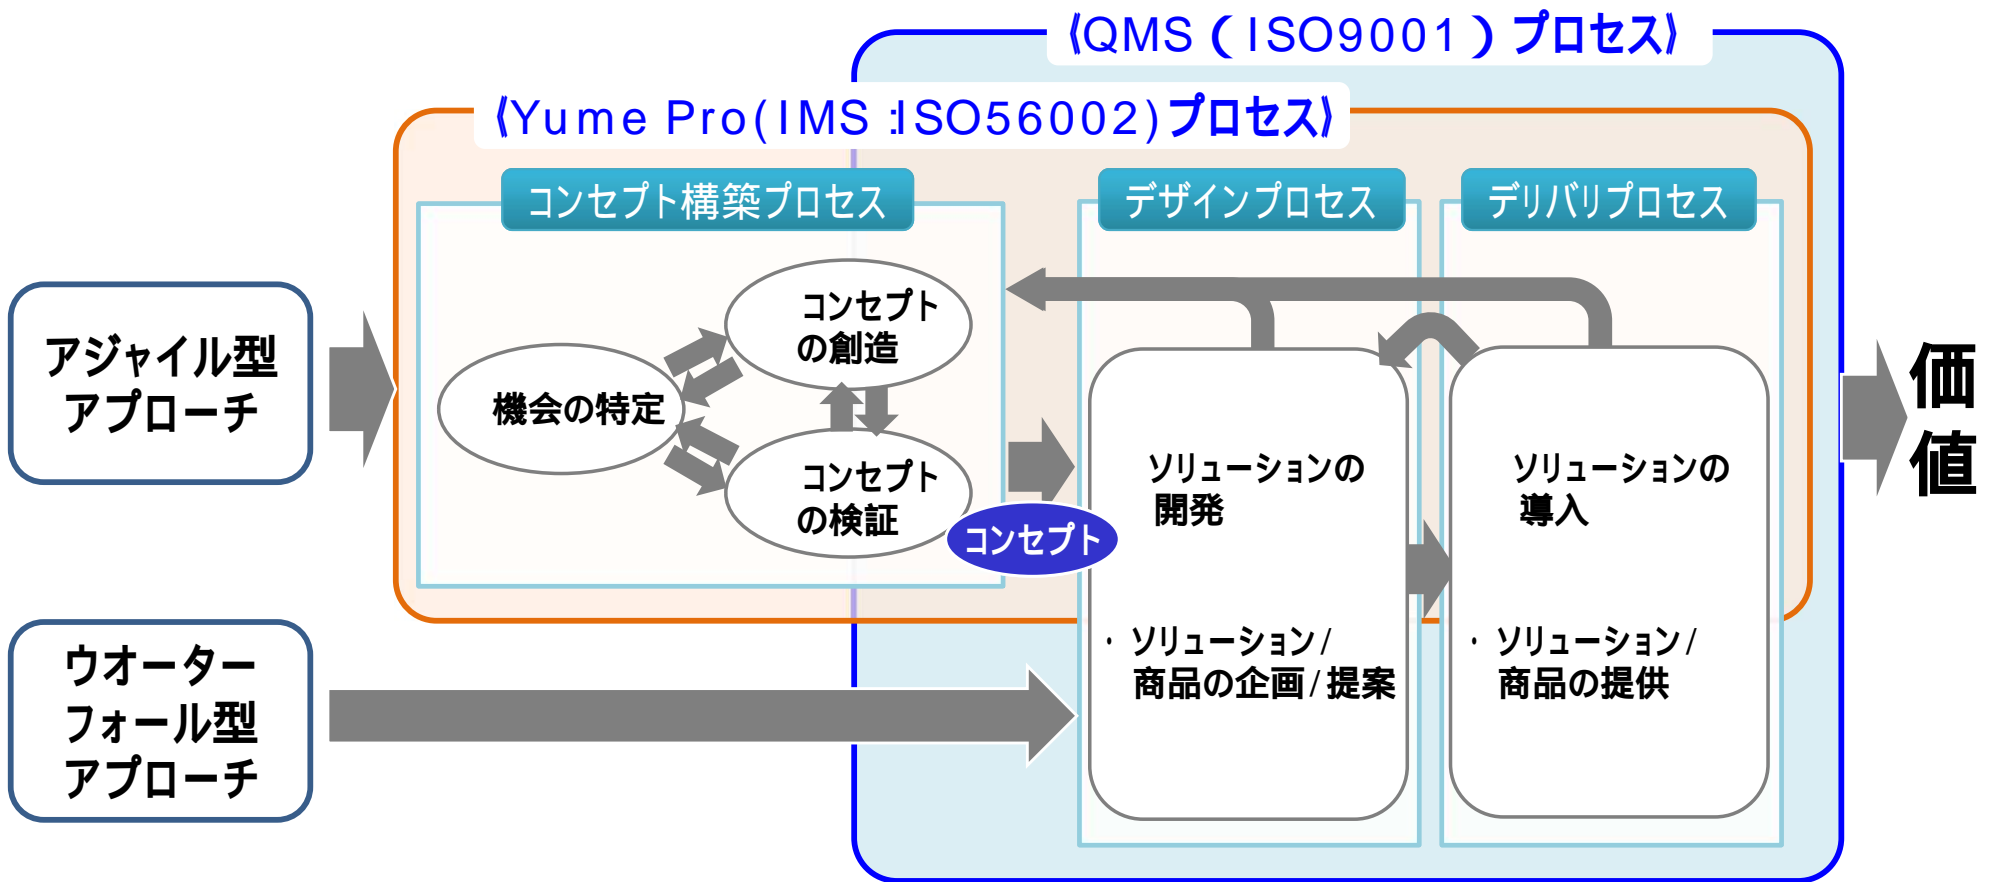 《QMS（ISO9001）プロセス》
《Yume Pro(IMS:ISO56002)プロセス》
コンセプト構築プロセス
デザインプロセス
デリバリプロセス
アジャイル型
アプローチ
機会の特定
コンセプト
の創造
コンセプト
の検証
コンセプト
ソリューションの
開発
・ソリューション/
商品の企画/提案
ソリューションの
導入
・ソリューション/
商品の提供
価
値
ウオーター
フォール型
アプローチ